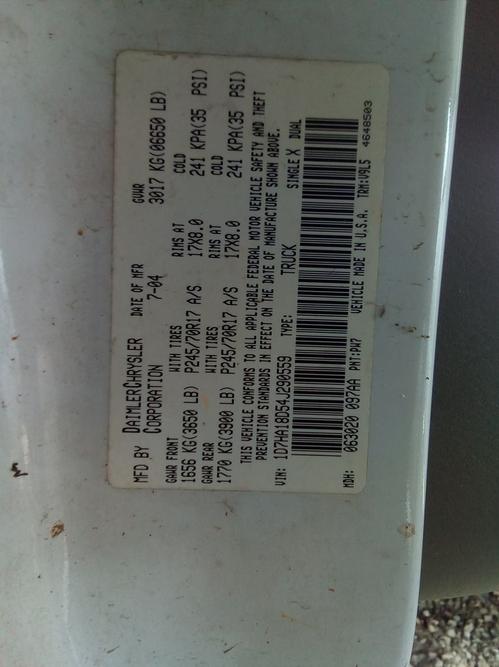 MFD BY DAIMLERCHRYSLER CORPORATION DATE OF MFR 7-04 GVWR 3017 KG(06650 LB)
GAWR FRONT WITH TIRES RIMS AT COLD
1656 KG(3650 LB) P245/70R17 A/S 17X8.0 241 KPA(35 PSI)
GAWR REAR WITH TIRES RIMS AT COLD
1770 KG(3900 LB) P245/70R17 A/S 17X8.0 241 KPA(35 PSI)
THIS VEHICLE CONFORMS TO ALL APPLICABLE FEDERAL MOTOR VEHICLE SAFETY AND THEFT
PREVENTION STANDARDS IN EFFECT ON THE DATE OF MANUFACTURE SHOWN ABOVE.
VIN: 1D7HA18D54J290559 TYPE: TRUCK SINGLE X DUAL
MDH: 063020 097AA PNT:PW7 VEHICLE MADE IN U.S.A. TRM:V9L5
4648503